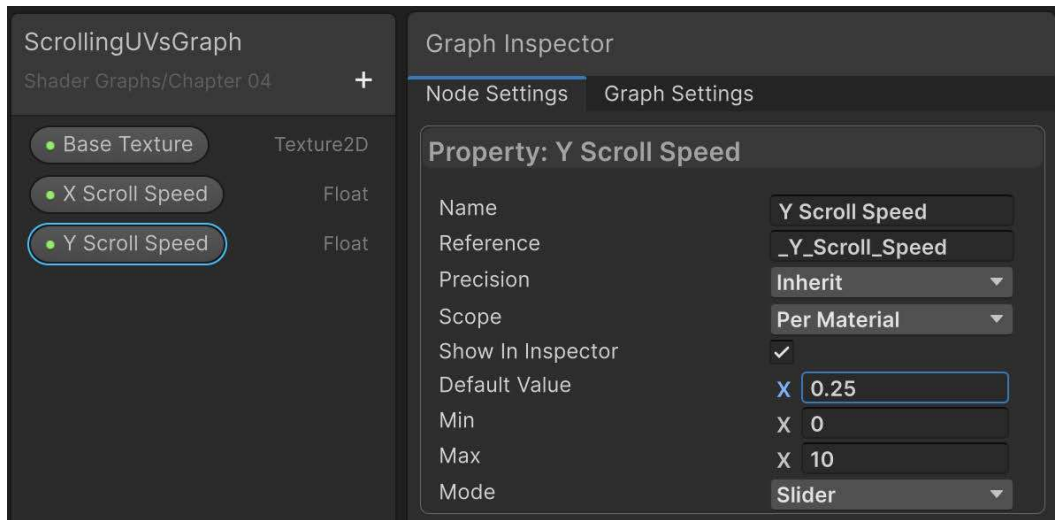 ScrollingUVsGraph
Shader Graphs/Chapter 04
+
Base Texture Texture2D
X Scroll Speed Float
Y Scroll Speed Float
Graph Inspector
Node Settings Graph Settings
Property: Y Scroll Speed
Name Y Scroll Speed
Reference _Y_Scroll_Speed
Precision Inherit
Scope Per Material
Show In Inspector
Default Value X 0.25
Min X 0
Max X 10
Mode Slider